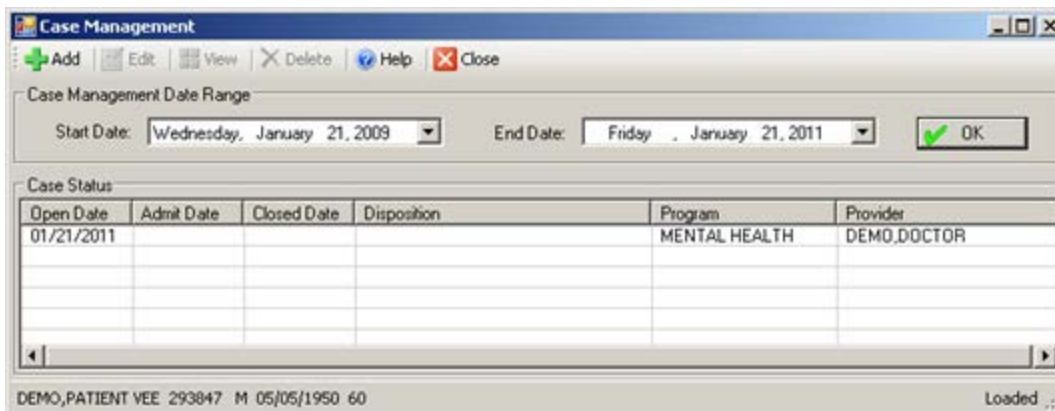 Case Management
Add Edit View Delete Help Close
Case Management Date Range
Start Date: Wednesday, January 21, 2009 End Date: Friday , January 21, 2011 OK
Case Status
Open Date Admit Date Closed Date Disposition Program Provider
01/21/2011 MENTAL HEALTH DEMO,DOCTOR
DEMO,PATIENT VEE 293847 M 05/05/1950 60 Loaded